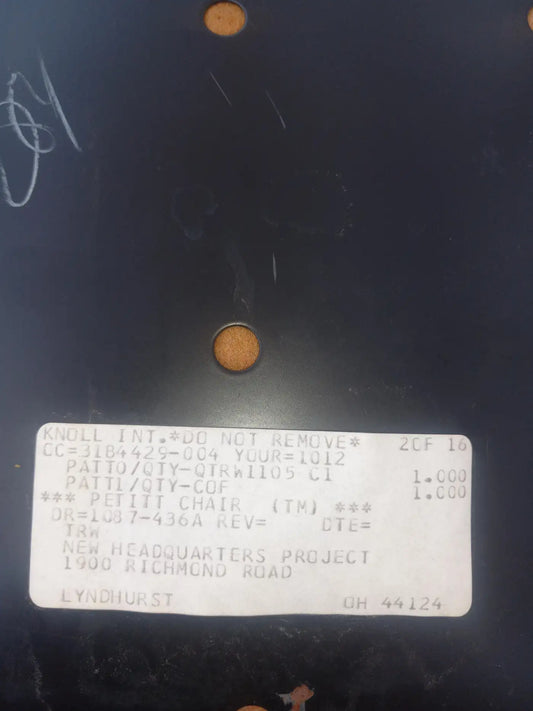 KNOLL INT.*DO NOT REMOVE* 2OF 16
CC=3184429-004 YOUR=1012
PATTO/QTY-QTRW1105 C1 1.000
PATT1/QTY-COF 1.000
*** PETITT CHAIR (TM) ***
OR=1087-436A REV= DTE=
TRW
NEW HEADQUARTERS PROJECT
1900 RICHMOND ROAD
LYNDHURST OH 44124